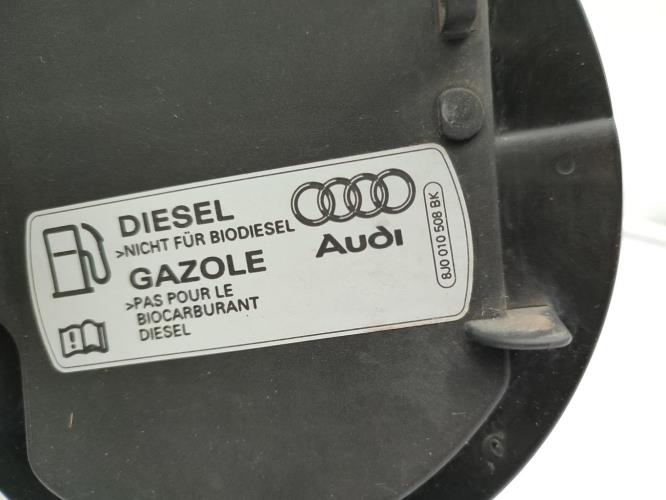 DIESEL
>NICHT FÜR BIODIESEL
GAZOLE
>PAS POUR LE
BIOCARBURANT
DIESEL
Audi
8J0 010 508 BK